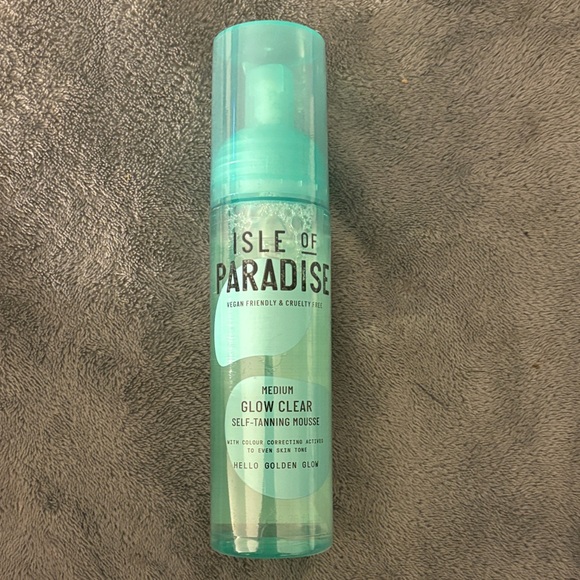 ISLE OF
PARADISE
VEGAN FRIENDLY & CRUELTY FREE
MEDIUM
GLOW CLEAR
SELF-TANNING MOUSSE
WITH COLOUR CORRECTING ACTIVES
TO EVEN SKIN TONE
HELLO GOLDEN GLOW